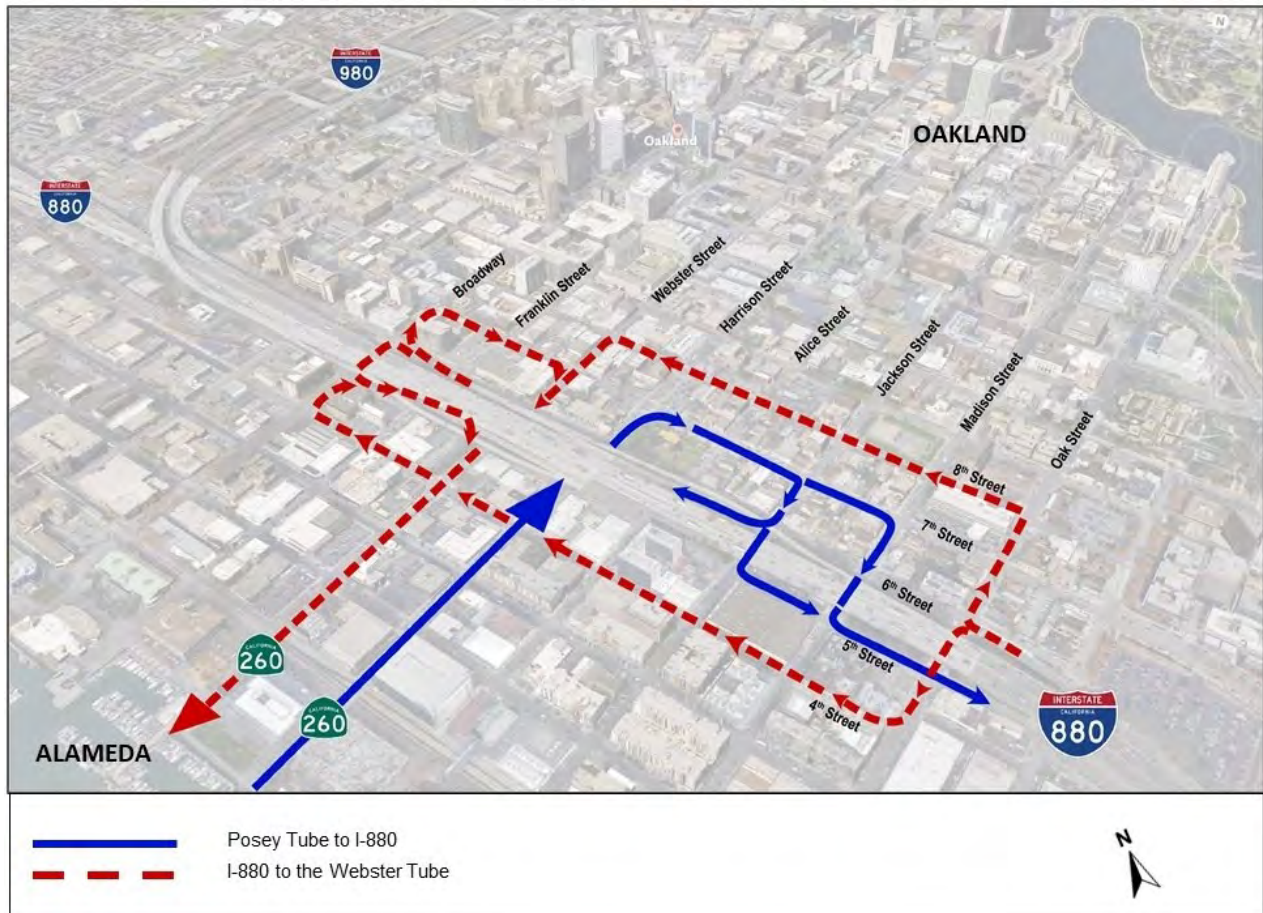 N
INTERSTATE
CALIFORNIA
980
OAKLAND
Oakland
INTERSTATE
CALIFORNIA
880
Broadway
Franklin Street
Webster Street
Harrison Street
Alice Street
Jackson Street
Madison Street
Oak Street
8th Street
7th Street
6th Street
5th Street
4th Street
CALIFORNIA
260
CALIFORNIA
260
INTERSTATE
CALIFORNIA
880
ALAMEDA
Posey Tube to I-880
I-880 to the Webster Tube
N